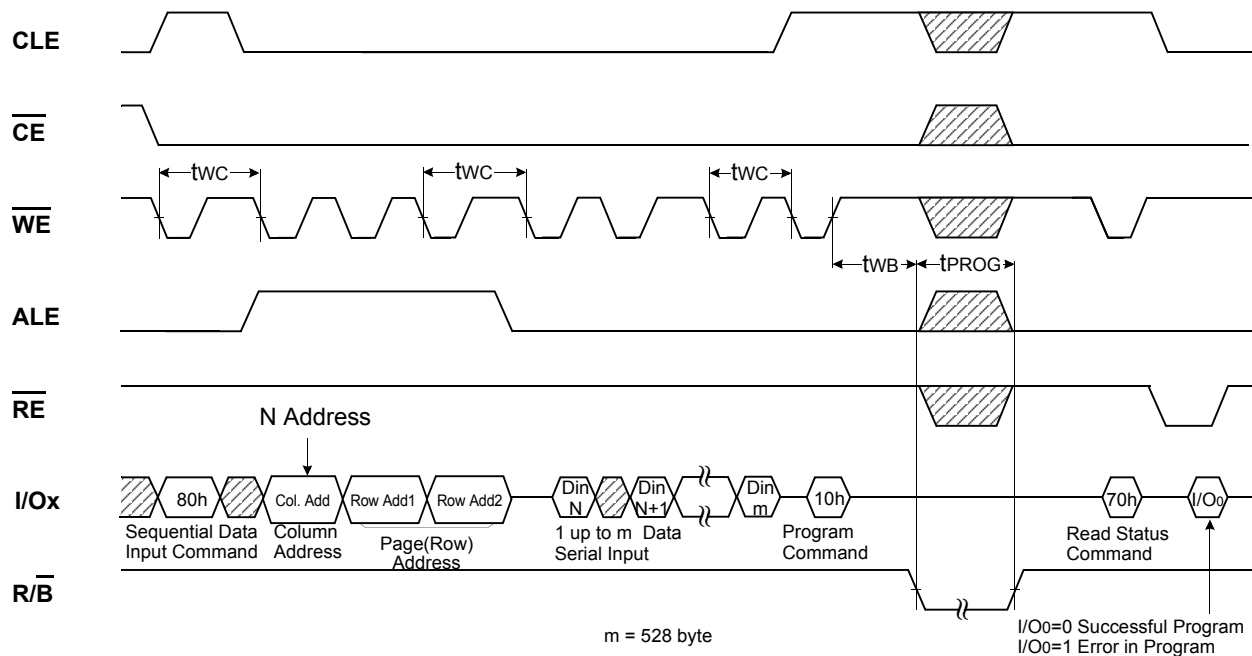 CLE
CE
tWC
tWC
tWC
WE
tWB
tPROG
ALE
RE
N Address
I/Ox
80h
Col. Add
Row Add1
Row Add2
Din N
Din N+1
Din m
10h
70h
I/O0
Sequential Data
Input Command
Column
Address
Page(Row)
Address
1 up to m Data
Serial Input
Program
Command
Read Status
Command
R/B
m = 528 byte
I/O0=0 Successful Program
I/O0=1 Error in Program